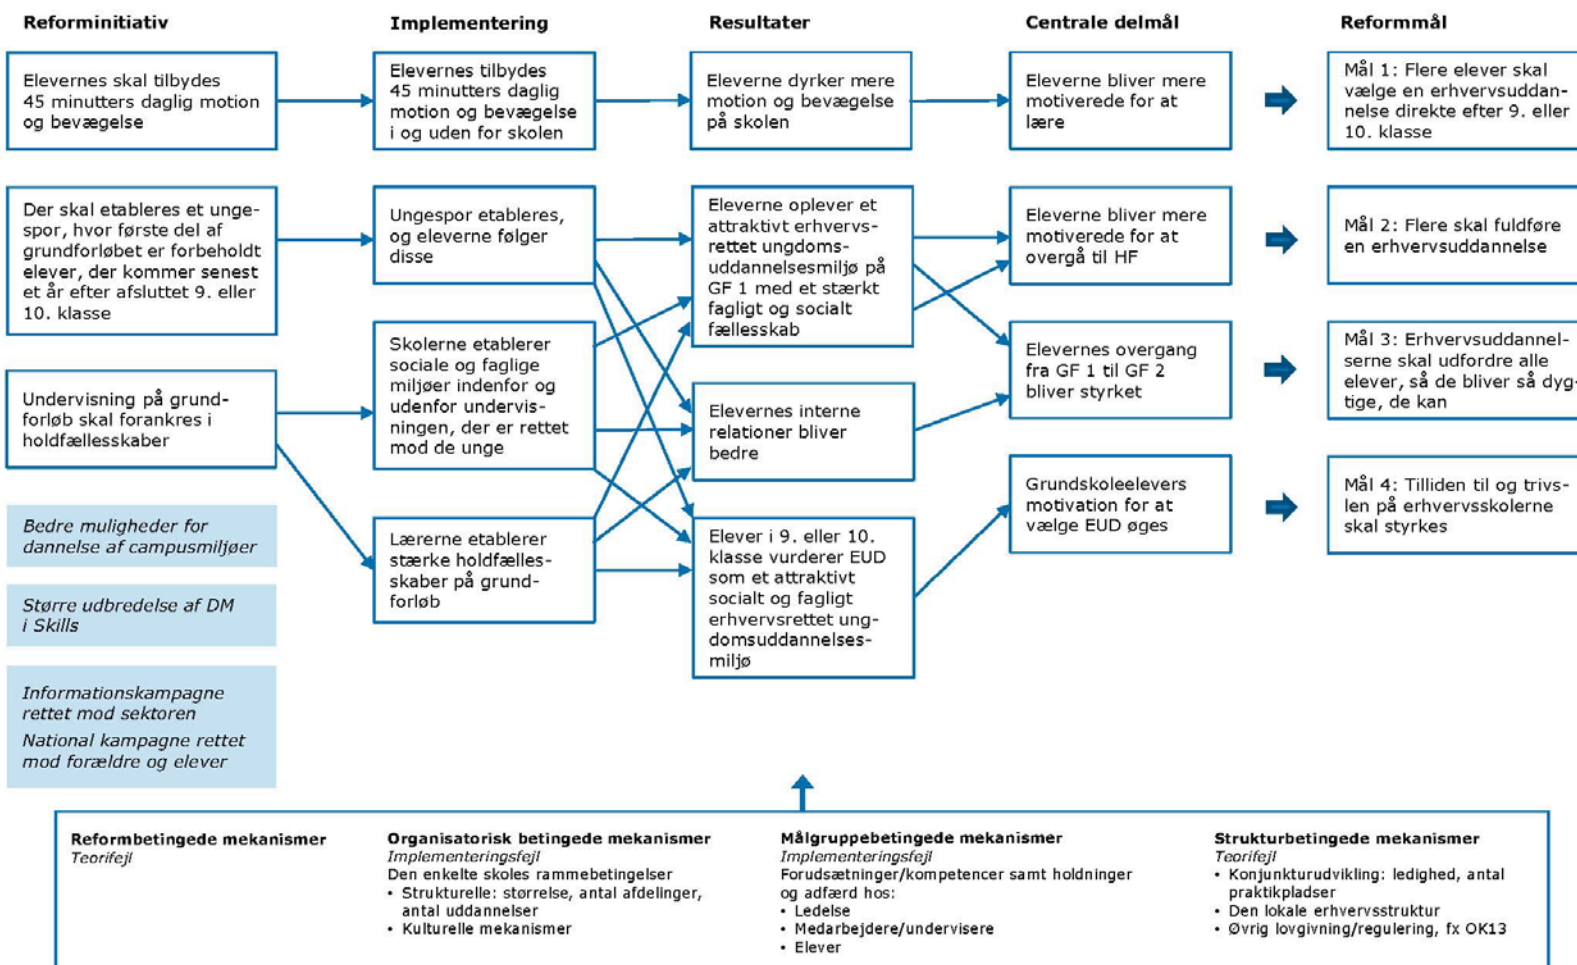 Reforminitiativ
Implementering
Resultater
Centrale delmål
Reformmål
Elevernes skal tilbydes
45 minutters daglig motion
og bevægelse
Elevernes tilbydes
45 minutters daglig
motion og bevægelse
i og uden for skolen
Eleverne dyrker mere
motion og bevægelse
på skolen
Eleverne bliver mere
motiverede for at
lære
Mål 1: Flere elever skal
vælge en erhvervsuddan-
nelse direkte efter 9. eller
10. klasse
Der skal etableres et unge-
spor, hvor første del af
grundforløbet er forbeholdt
elever, der kommer senest
et år efter afsluttet 9. eller
10. klasse
Ungespor etableres,
og eleverne følger
disse
Eleverne oplever et
attraktivt erhvervs-
rettet ungdoms-
uddannelsesmiljø på
GF 1 med et stærkt
fagligt og socialt
fællesskab
Eleverne bliver mere
motiverede for at
overgå til HF
Mål 2: Flere skal fuldføre
en erhvervsuddannelse
Undervisning på grund-
forløb skal forankres i
holdfællesskaber
Skolerne etablerer
sociale og faglige
miljøer indenfor og
udenfor undervis-
ningen, der er rettet
mod de unge
Elevernes interne
relationer bliver
bedre
Elevernes overgang
fra GF 1 til GF 2
bliver styrket
Mål 3: Erhvervsuddannel-
serne skal udfordre alle
elever, så de bliver så dyg-
tige, de kan
Lærerne etablerer
stærke holdfælles-
skaber på grund-
forløb
Elever i 9. eller 10.
klasse vurderer EUD
som et attraktivt
socialt og fagligt
erhvervsrettet ung-
domsuddannelses-
miljø
Grundskoleelevers
motivation for at
vælge EUD øges
Mål 4: Tilliden til og trivs-
len på erhvervsskolerne
skal styrkes
Bedre muligheder for
dannelse af campusmiljøer
Større udbredelse af DM
i Skills
Informationskampagne
rettet mod sektoren
National kampagne rettet
mod forældre og elever
Reformbetingede mekanismer
Teorifejl
Organisatorisk betingede mekanismer
Implementeringsfejl
Den enkelte skoles rammebetingelser
• Strukturelle: størrelse, antal afdelinger,
antal uddannelser
• Kulturelle mekanismer
Målgruppebetingede mekanismer
Implementeringsfejl
Forudsætninger/kompetencer samt holdninger
og adfærd hos:
• Ledelse
• Medarbejdere/undervisere
• Elever
Strukturbetingede mekanismer
Teorifejl
• Konjunkturudvikling: ledighed, antal
praktikpladser
• Den lokale erhvervsstruktur
• Øvrig lovgivning/regulering, fx OK13